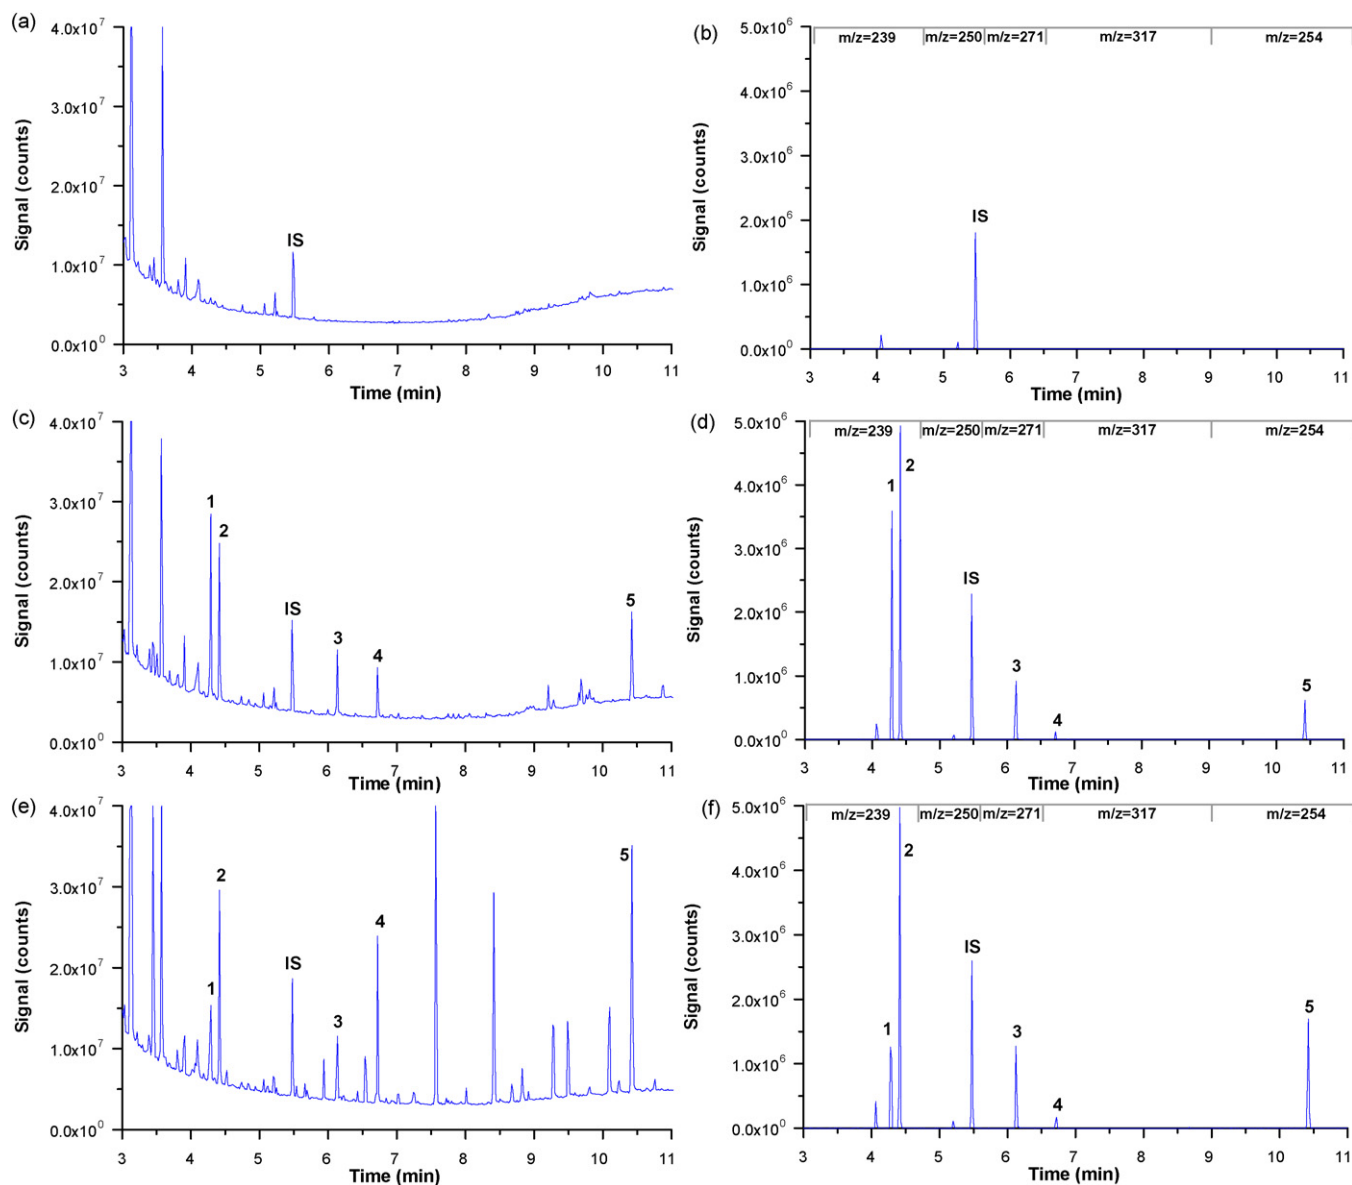 (a)
4.0x10⁷
3.0x10⁷
2.0x10⁷
1.0x10⁷
0.0x10⁰
Signal (counts)
IS
3 4 5 6 7 8 9 10 11
Time (min)
(b)
5.0x10⁶
4.0x10⁶
3.0x10⁶
2.0x10⁶
1.0x10⁶
0.0x10⁰
Signal (counts)
m/z=239 m/z=250 m/z=271 m/z=317 m/z=254
IS
3 4 5 6 7 8 9 10 11
Time (min)
(c)
4.0x10⁷
3.0x10⁷
2.0x10⁷
1.0x10⁷
0.0x10⁰
Signal (counts)
1 2 IS 3 4 5
3 4 5 6 7 8 9 10 11
Time (min)
(d)
5.0x10⁶
4.0x10⁶
3.0x10⁶
2.0x10⁶
1.0x10⁶
0.0x10⁰
Signal (counts)
m/z=239 m/z=250 m/z=271 m/z=317 m/z=254
1 2 IS 3 4 5
3 4 5 6 7 8 9 10 11
Time (min)
(e)
4.0x10⁷
3.0x10⁷
2.0x10⁷
1.0x10⁷
0.0x10⁰
Signal (counts)
1 2 IS 3 4 5
3 4 5 6 7 8 9 10 11
Time (min)
(f)
5.0x10⁶
4.0x10⁶
3.0x10⁶
2.0x10⁶
1.0x10⁶
0.0x10⁰
Signal (counts)
m/z=239 m/z=250 m/z=271 m/z=317 m/z=254
1 2 IS 3 4 5
3 4 5 6 7 8 9 10 11
Time (min)